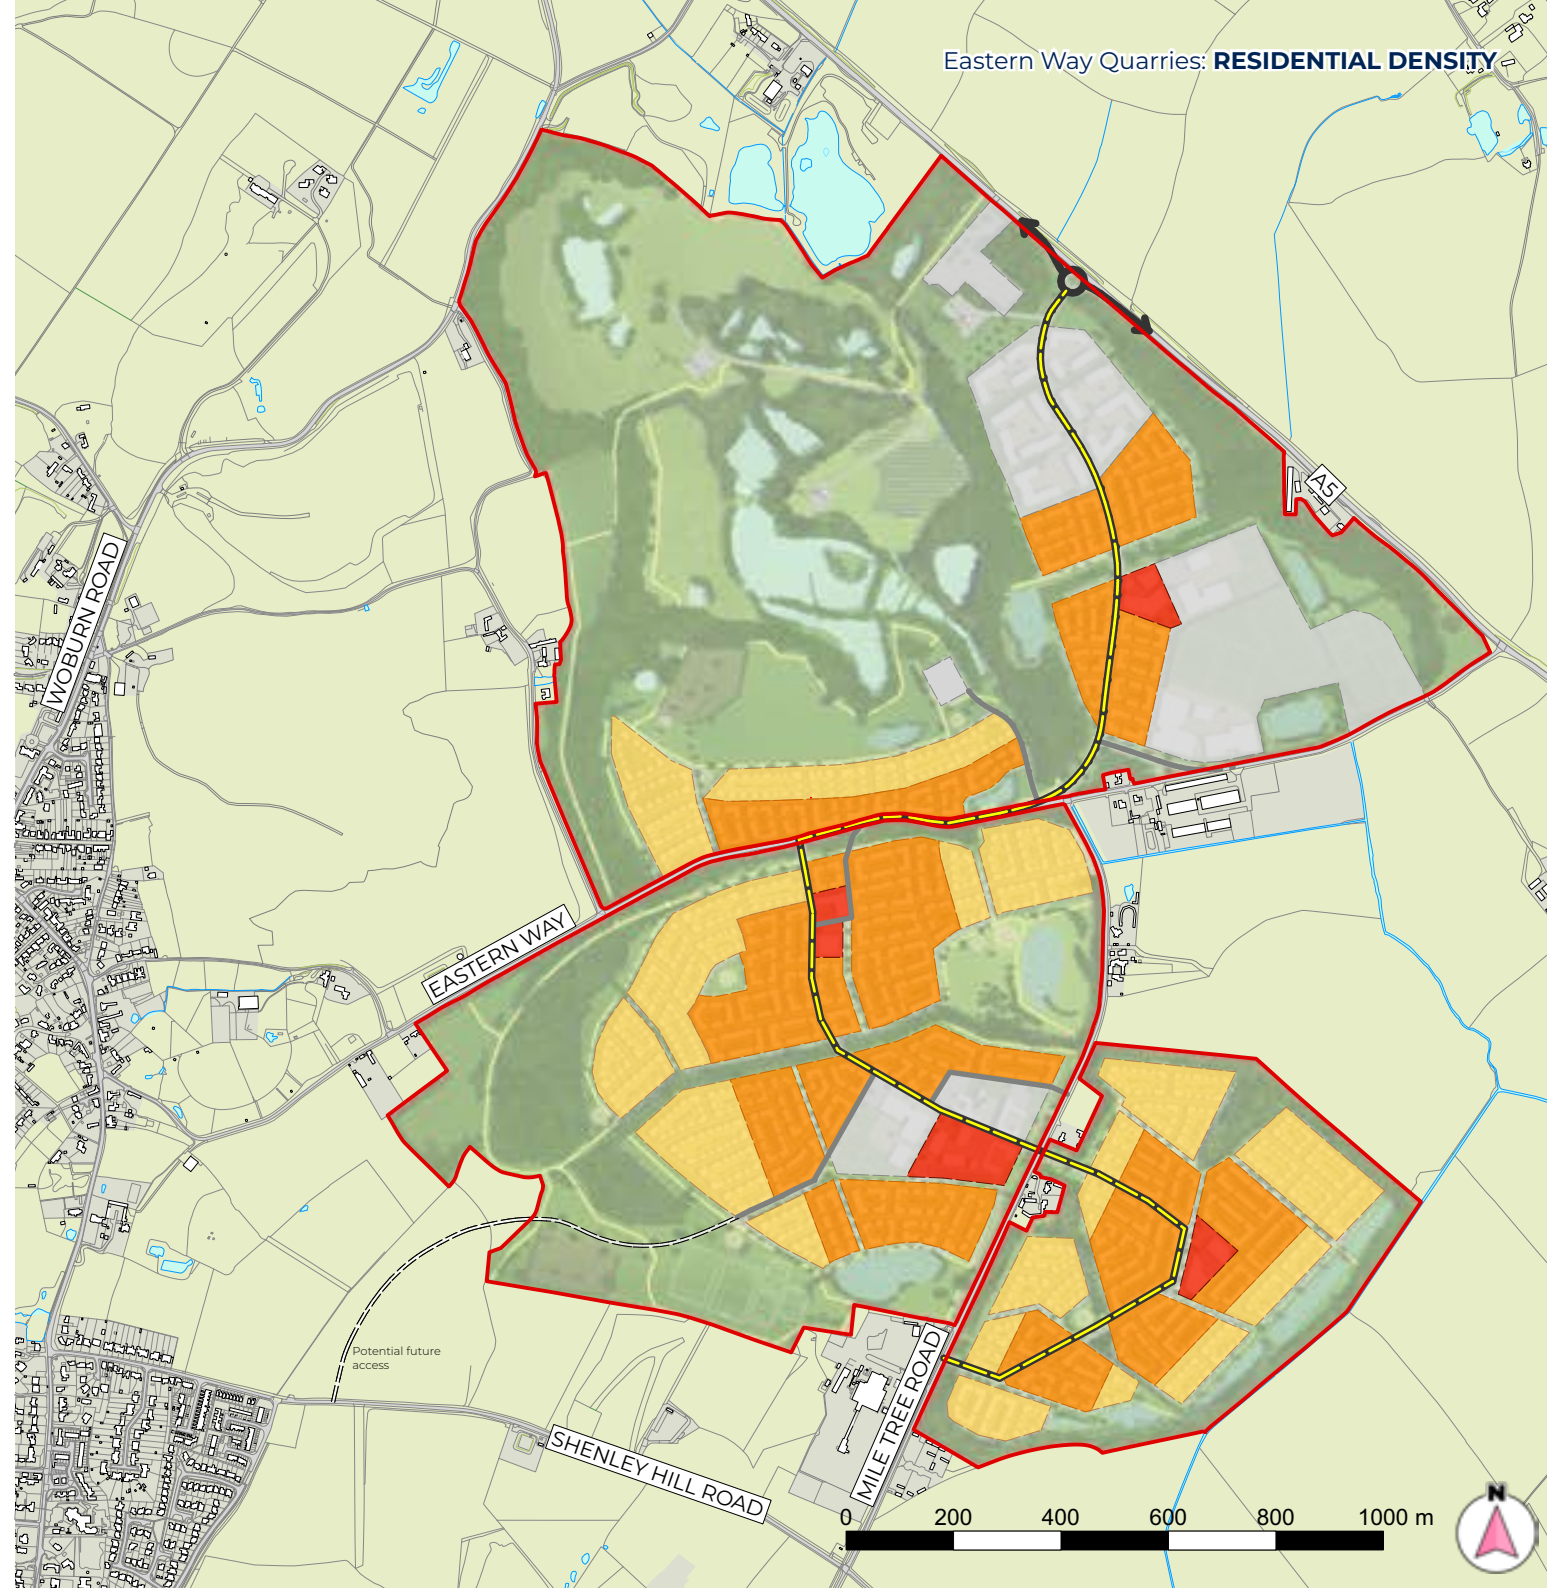 Eastern Way Quarries: RESIDENTIAL DENSITY
A5
WOBURN ROAD
EASTERN WAY
Potential future
access
MILE TREE ROAD
SHENLEY HILL ROAD
0 200 400 600 800 1000 m
N